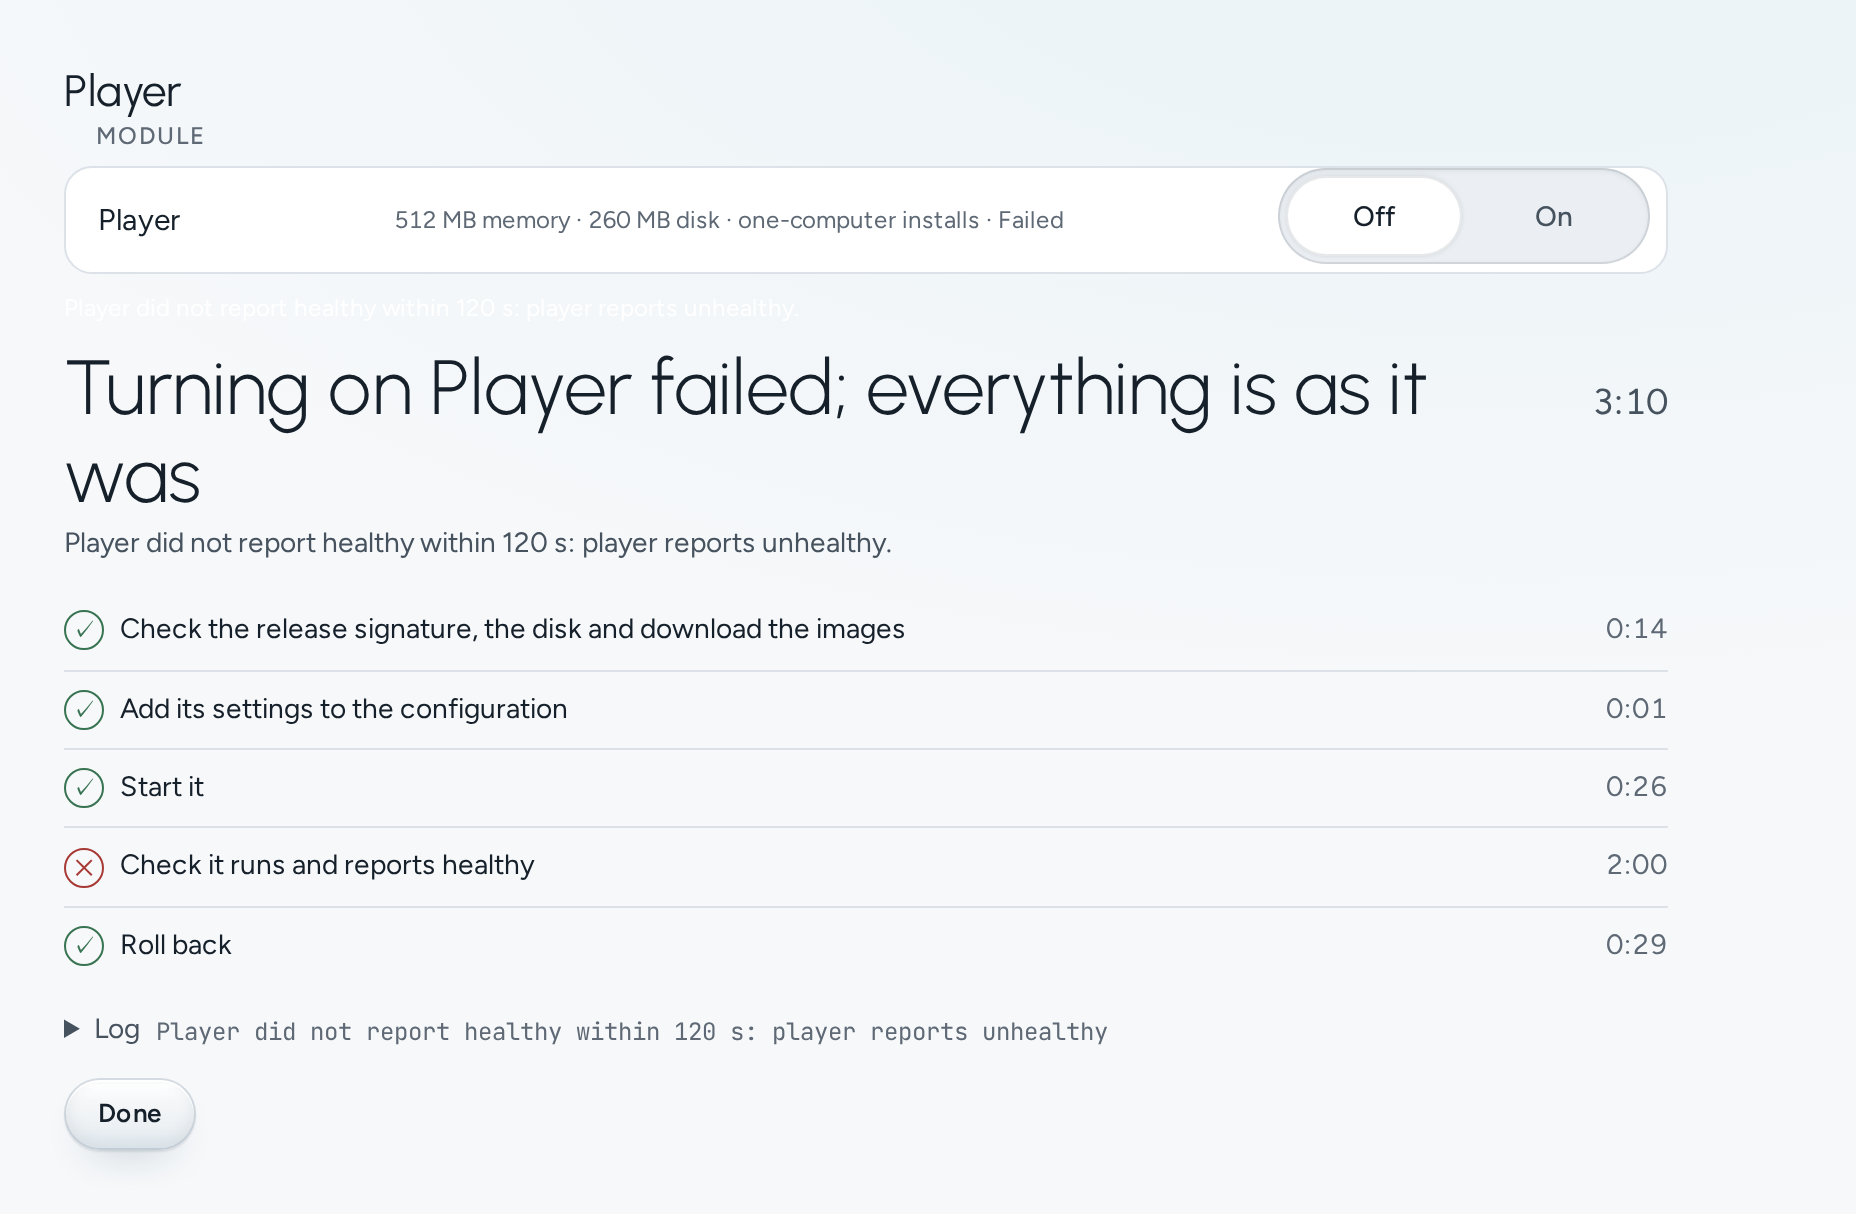 Player
MODULE
Player
512 MB memory · 260 MB disk · one-computer installs · Failed
Off
On
Player did not report healthy within 120 s: player reports unhealthy.
Turning on Player failed; everything is as it
was
3:10
Player did not report healthy within 120 s: player reports unhealthy.
✓ Check the release signature, the disk and download the images 0:14
✓ Add its settings to the configuration 0:01
✓ Start it 0:26
✕ Check it runs and reports healthy 2:00
✓ Roll back 0:29
▶ Log Player did not report healthy within 120 s: player reports unhealthy
Done